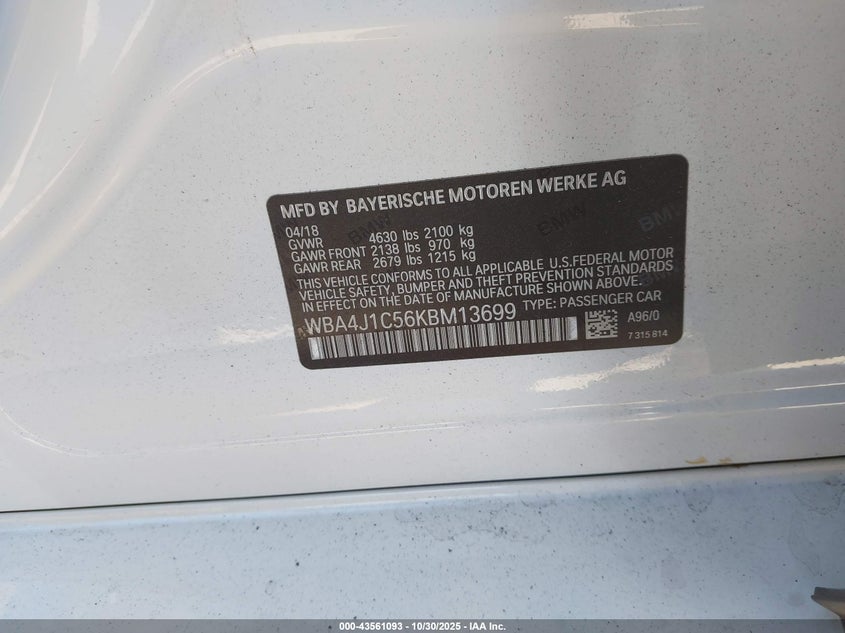 MFD BY BAYERISCHE MOTOREN WERKE AG
04/18
GVWR 4630 lbs 2100 kg
GAWR FRONT 2138 lbs 970 kg
GAWR REAR 2679 lbs 1215 kg
THIS VEHICLE CONFORMS TO ALL APPLICABLE U.S.FEDERAL MOTOR
VEHICLE SAFETY, BUMPER AND THEFT PREVENTION STANDARDS
IN EFFECT ON THE DATE OF MANUFACTURE SHOWN ABOVE.
WBA4J1C56KBM13699 TYPE: PASSENGER CAR
A96/0
7 315 814
BMW
BMW
BMW
000-43561093 - 10/30/2025 - IAA Inc.